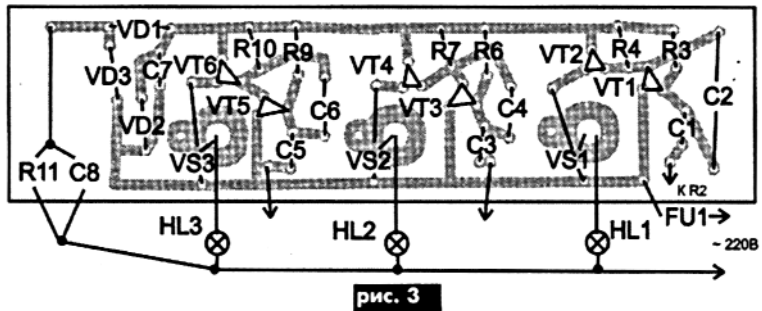 VD1
R10 R9
R7 R6
VT2 R4 R3
VD3 C7 VT6
VT4
VT5
VT3
VT1
C2
C6
C4
VD2
C5
C3
C1
R11 C8
VS3
VS2
VS1
К R2
HL3
HL2
HL1
FU1
~ 220В
рис. 3